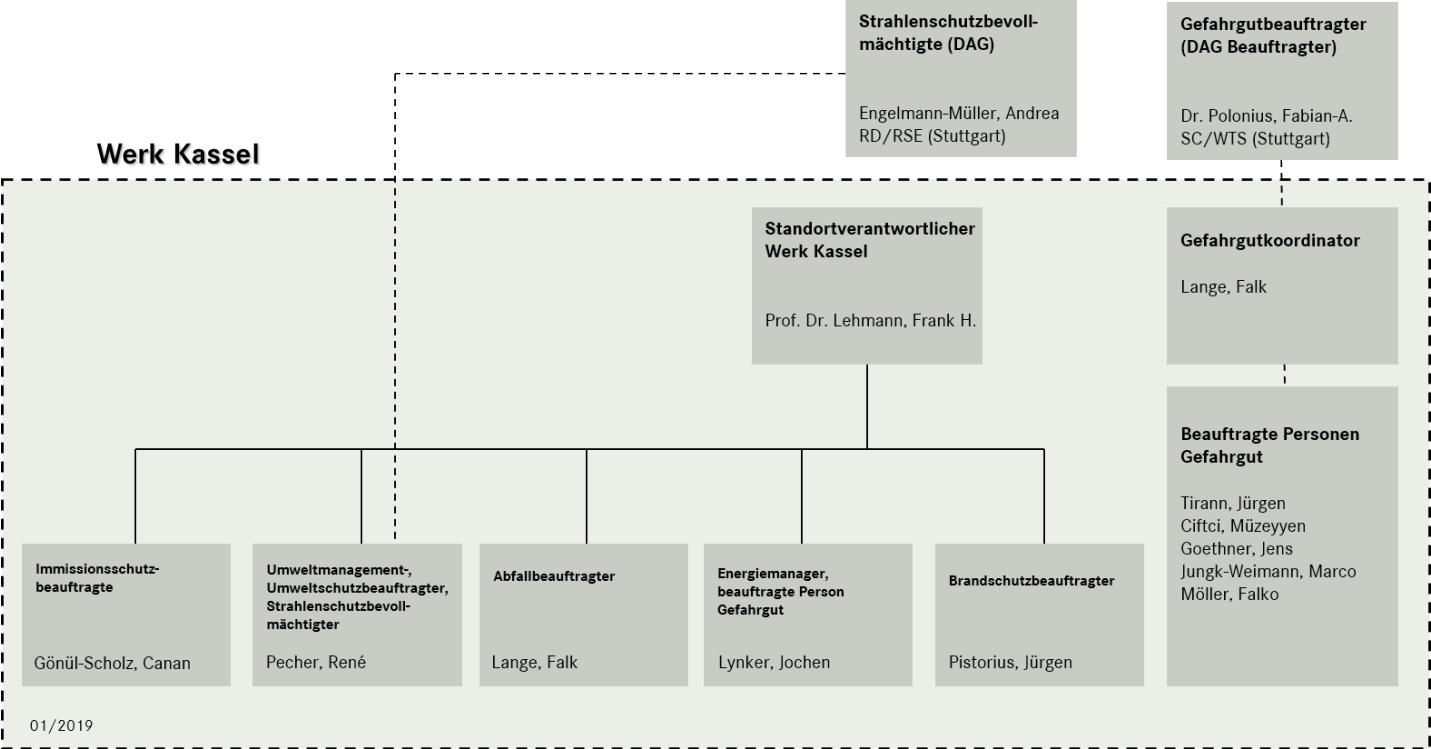 Strahlenschutzbevoll-
mächtigte (DAG)
Engelmann-Müller, Andrea
RD/RSE (Stuttgart)
Gefahrgutbeauftragter
(DAG Beauftragter)
Dr. Polonius, Fabian-A.
SC/WTS (Stuttgart)
Werk Kassel
Standortverantwortlicher
Werk Kassel
Prof. Dr. Lehmann, Frank H.
Gefahrgutkoordinator
Lange, Falk
Beauftragte Personen
Gefahrgut
Tirann, Jürgen
Ciftci, Müzeyyen
Goethner, Jens
Jungk-Weimann, Marco
Möller, Falko
Immissionsschutz-
beauftragte
Gönül-Scholz, Canan
Umweltmanagement-,
Umweltschutzbeauftragter,
Strahlenschutzbevoll-
mächtigter
Pecher, René
Abfallbeauftragter
Lange, Falk
Energiemanager,
beauftragte Person
Gefahrgut
Lynker, Jochen
Brandschutzbeauftragter
Pistorius, Jürgen
01/2019